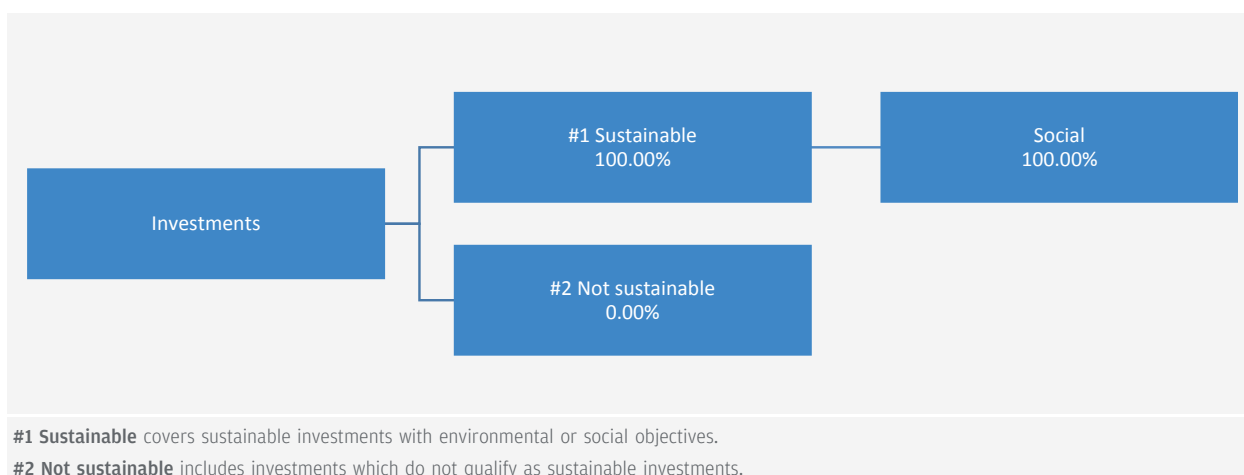 #1 Sustainable
100.00%
Social
100.00%
Investments
#2 Not sustainable
0.00%
#1 Sustainable covers sustainable investments with environmental or social objectives.
#2 Not sustainable includes investments which do not qualify as sustainable investments.